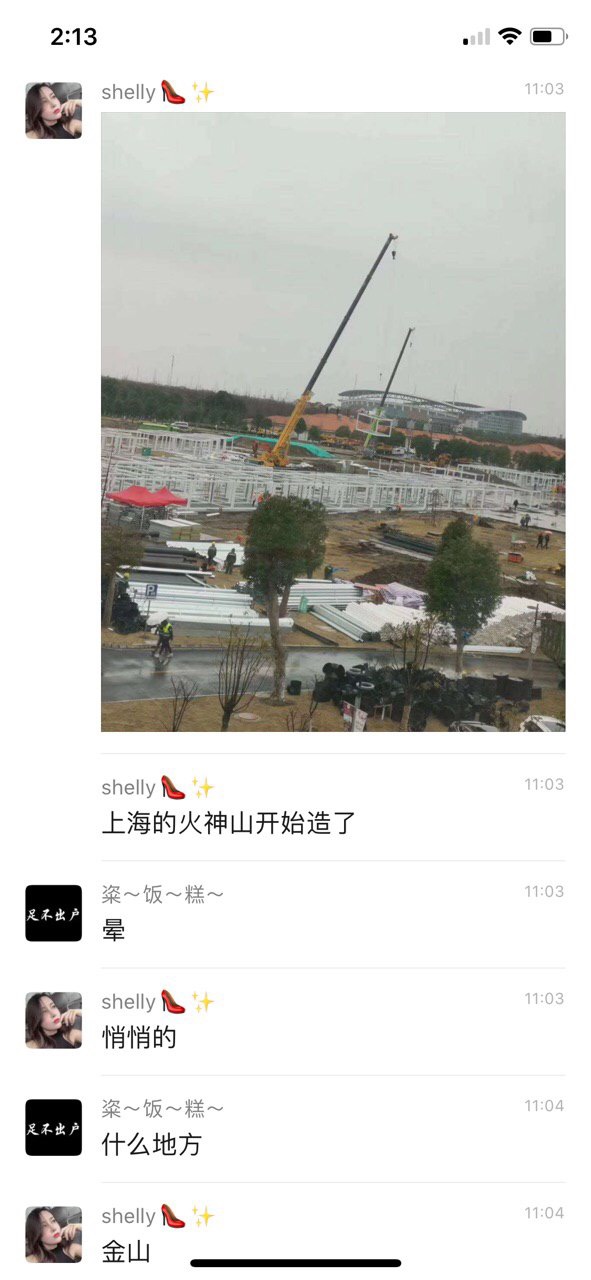 2:13
shelly👠✨ 11:03
P
shelly👠✨ 11:03
上海的火神山开始造了
粢～饭～糕～ 11:03
足不出户
晕
shelly👠✨ 11:03
悄悄的
粢～饭～糕～ 11:04
足不出户
什么地方
shelly👠✨ 11:04
金山